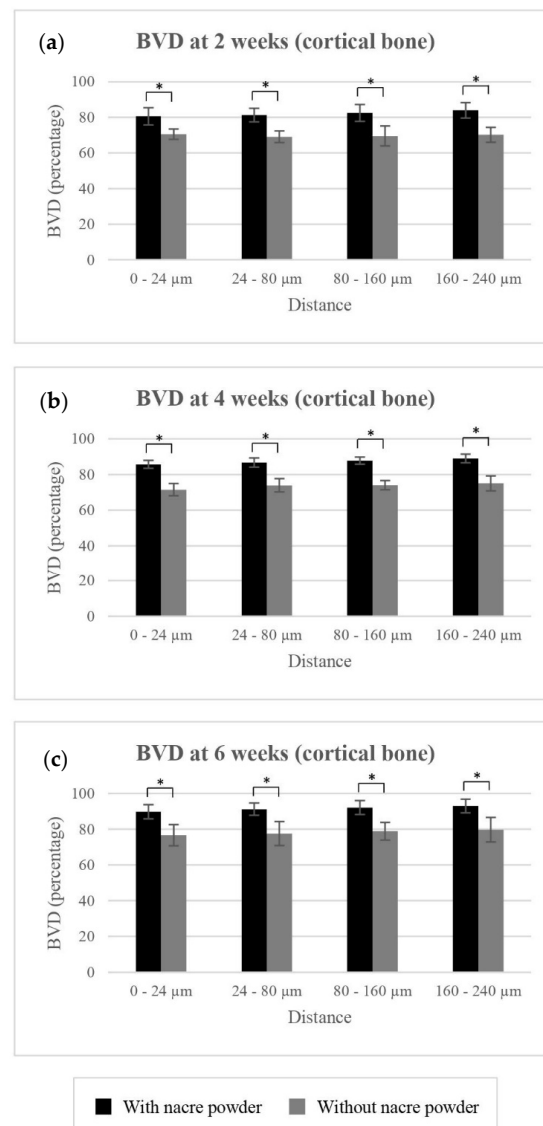 (a)
BVD at 2 weeks (cortical bone)
BVD (percentage)
100
80
60
40
20
0
* * * *
0 - 24 µm 24 - 80 µm 80 - 160 µm 160 - 240 µm
Distance
(b)
BVD at 4 weeks (cortical bone)
BVD (percentage)
100
80
60
40
20
0
* * * *
0 - 24 µm 24 - 80 µm 80 - 160 µm 160 - 240 µm
Distance
(c)
BVD at 6 weeks (cortical bone)
BVD (percentage)
100
80
60
40
20
0
* * * *
0 - 24 µm 24 - 80 µm 80 - 160 µm 160 - 240 µm
Distance
With nacre powder Without nacre powder